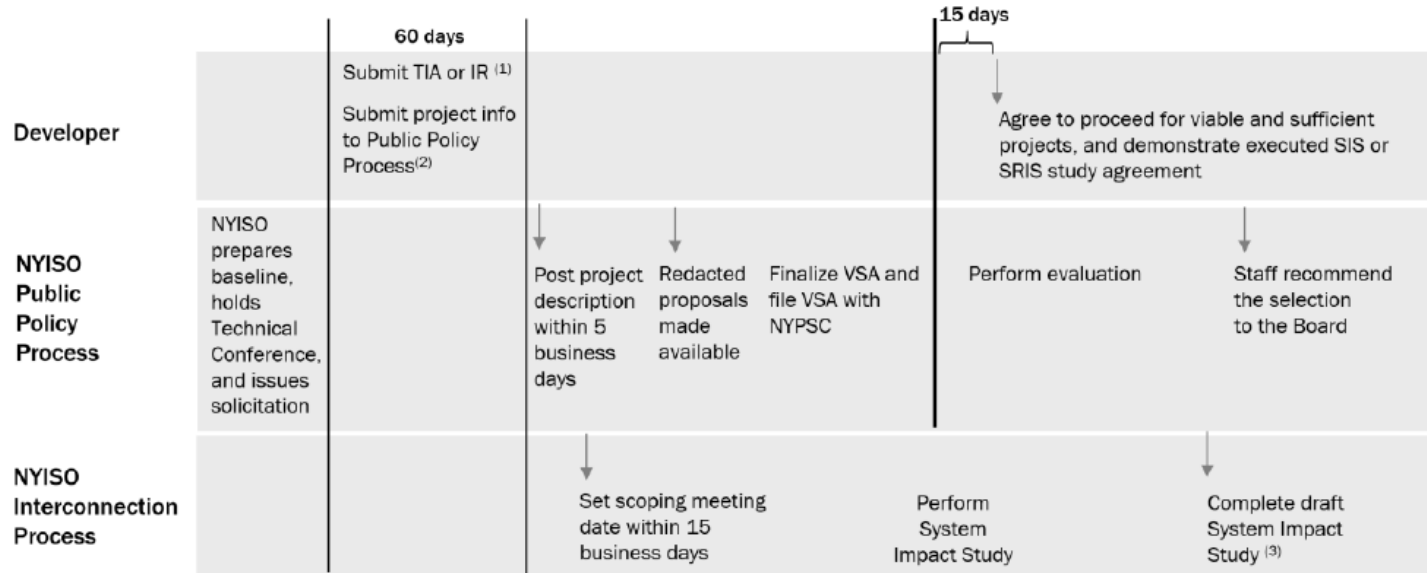 60 days
15 days
Developer
Submit TIA or IR (1)
Submit project info
to Public Policy
Process(2)
Agree to proceed for viable and sufficient
projects, and demonstrate executed SIS or
SRIS study agreement
NYISO
Public
Policy
Process
NYISO
prepares
baseline,
holds
Technical
Conference,
and issues
solicitation
Post project
description
within 5
business
days
Redacted
proposals
made
available
Finalize VSA and
file VSA with
NYPSC
Perform evaluation
Staff recommend
the selection
to the Board
NYISO
Interconnection
Process
Set scoping meeting
date within 15
business days
Perform
System
Impact Study
Complete draft
System Impact
Study (3)